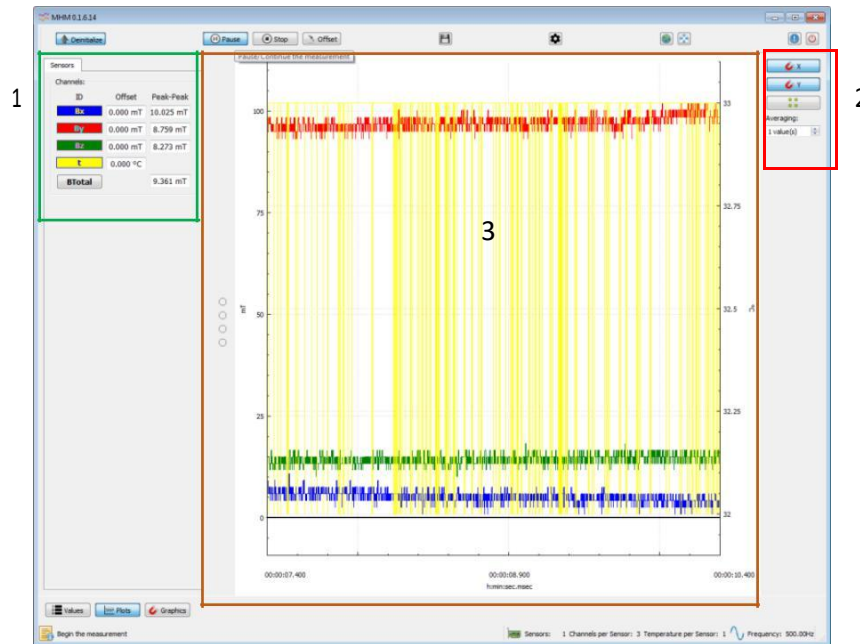 MHM 0.1.6.14
Deinitialize
Pause
Stop
Offset
Pause/Continue the measurement
1
2
3
Sensors
Channels:
ID Offset Peak-Peak
Bx 0.000 mT 10.025 mT
By 0.000 mT 8.759 mT
Bz 0.000 mT 8.273 mT
t 0.000 °C
BTotal 9.361 mT
X
Y
Averaging:
1 value(s)
100
75
50
25
0
mT
33
32.75
32.5
32.25
32
°C
00:00:07.400 00:00:08.900 00:00:10.400
h:min:sec.msec
Values
Plots
Graphics
Begin the measurement
Sensors: 1 Channels per Sensor: 3 Temperature per Sensor: 1 Frequency: 500.00Hz